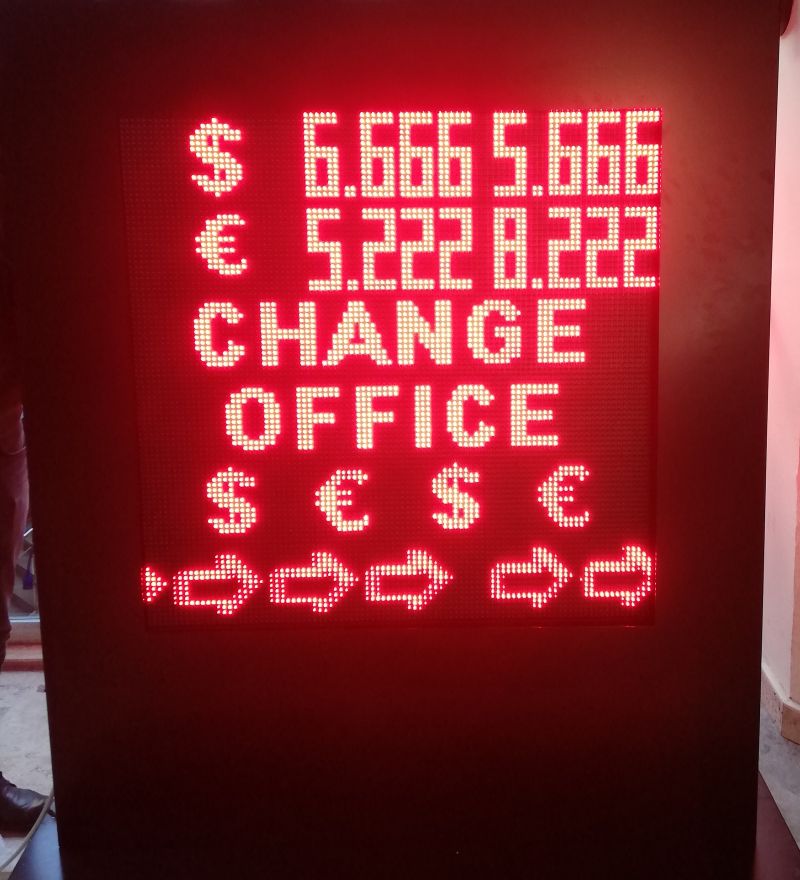 $ 6.666 5.666
€ 5.222 8.222
CHANGE
OFFICE
$ € $ €